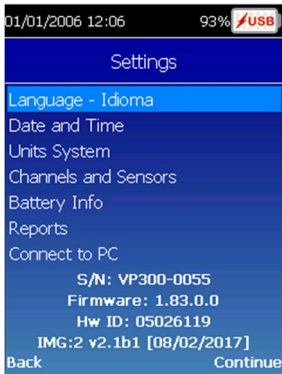 01/01/2006 12:06 93% USB
Settings
Language - Idioma
Date and Time
Units System
Channels and Sensors
Battery Info
Reports
Connect to PC
S/N: VP300-0055
Firmware: 1.83.0.0
Hw ID: 05026119
IMG:2 v2.1b1 [08/02/2017]
Back Continue